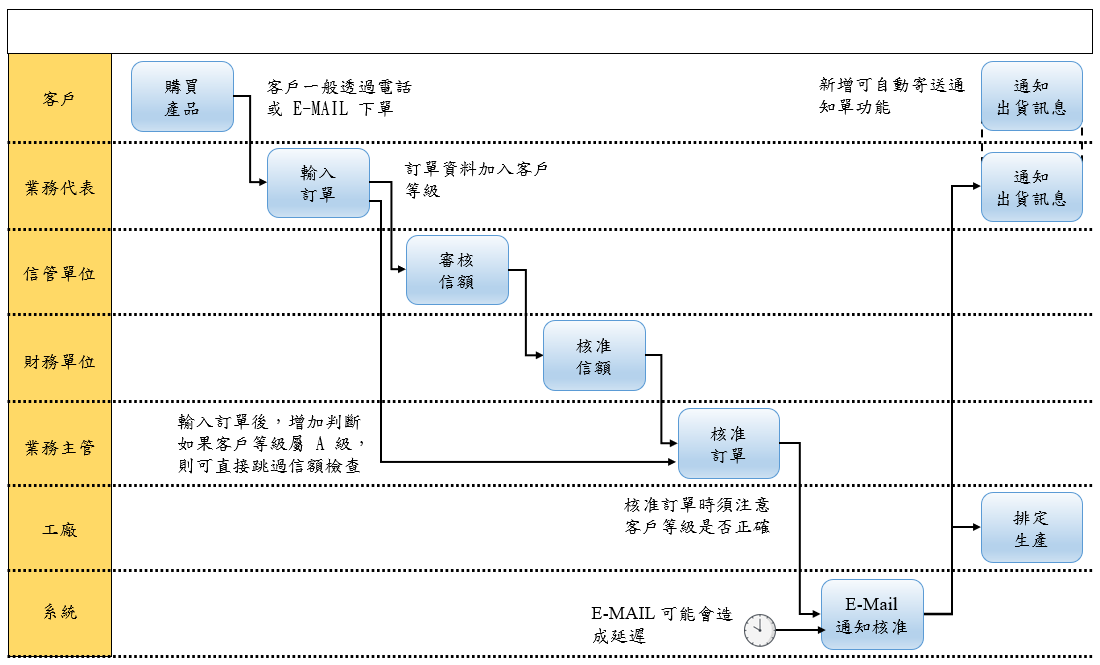 客戶
購買
產品
客戶一般透過電話
或 E-MAIL 下單
新增可自動寄送通
知單功能
通知
出貨訊息
業務代表
輸入
訂單
訂單資料加入客戶
等級
通知
出貨訊息
信管單位
審核
信額
財務單位
核准
信額
業務主管
輸入訂單後，增加判斷
如果客戶等級屬 A 級，
則可直接跳過信額檢查
核准
訂單
工廠
核准訂單時須注意
客戶等級是否正確
排定
生產
系統
E-MAIL 可能會造
成延遲
E-Mail
通知核准